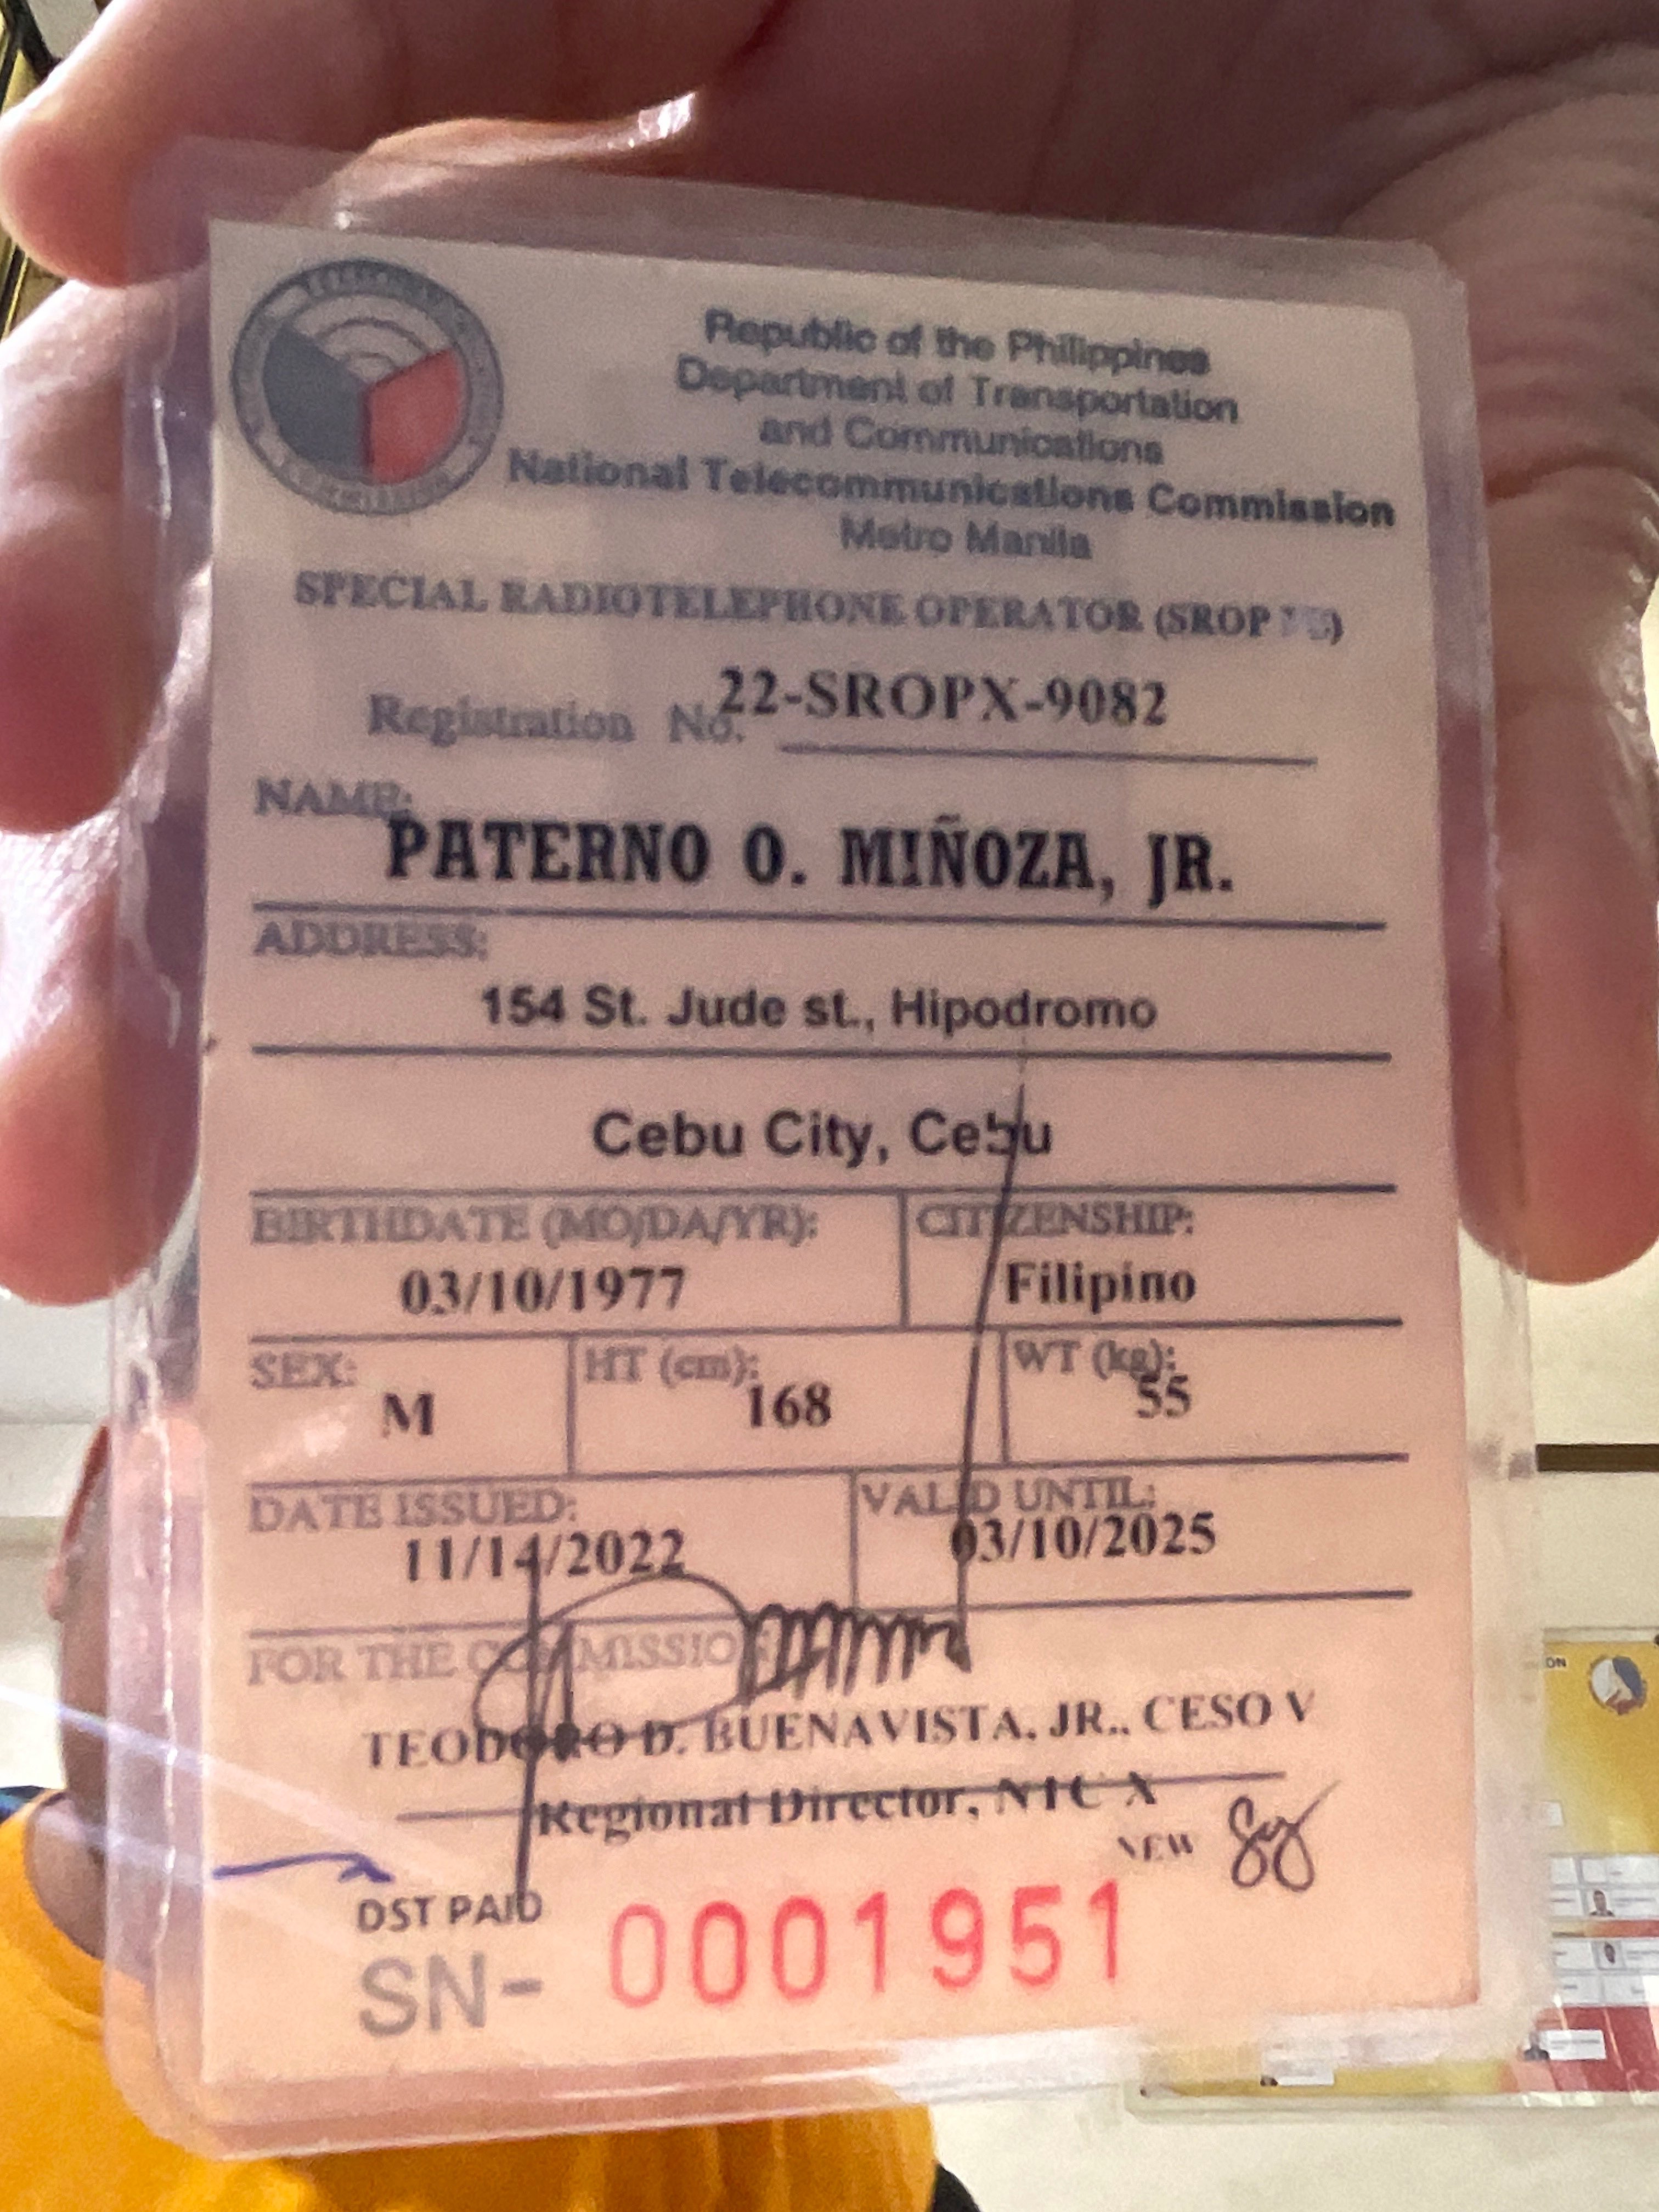 Republic of the Philippines
Department of Transportation
and Communications
National Telecommunications Commission
Metro Manila
SPECIAL RADIOTELEPHONE OPERATOR (SROP
Registration No. 22-SROPX-9082
NAME:
PATERNO O. MIÑOZA, JR.
ADDRESS:
154 St. Jude st., Hipodromo
Cebu City, Cebu
BIRTHDATE (MO/DA/YR): CITIZENSHIP:
03/10/1977 Filipino
SEX: HT (cm): WT (kg):
M 168 55
DATE ISSUED: VALID UNTIL:
11/14/2022 03/10/2025
FOR THE COMMISSION
TEODORO D. BUENAVISTA, JR., CESO V
Regional Director, NTC X
NEW
DST PAID
SN- 0001951
ON